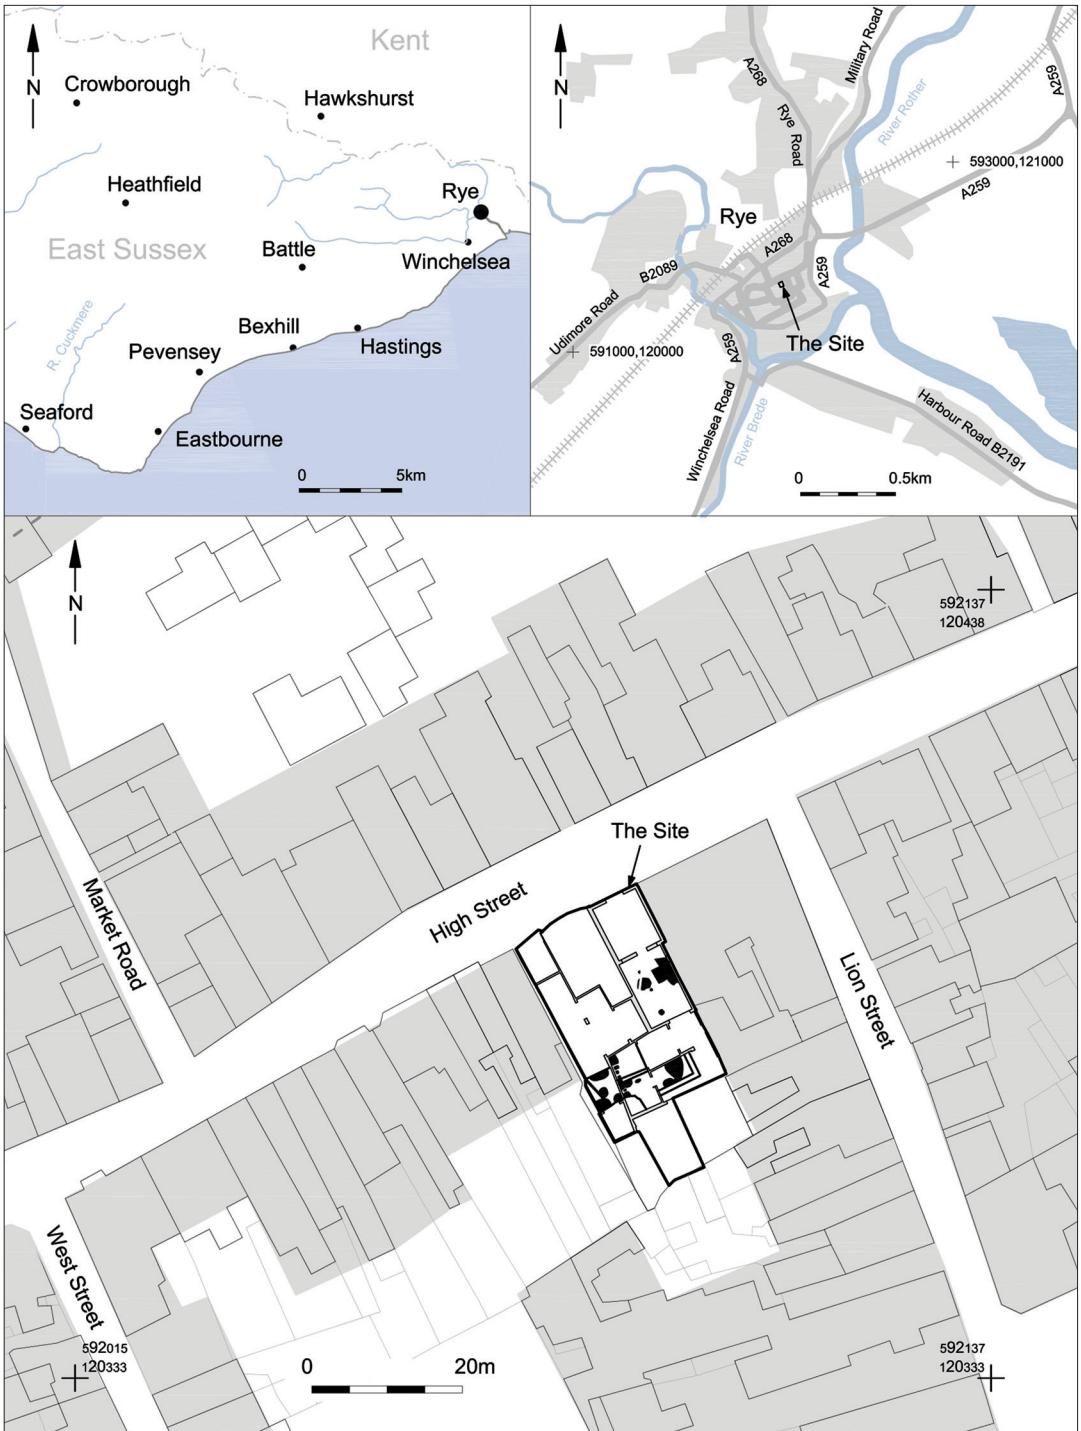 Kent
N
Crowborough
Hawkshurst
Heathfield
Rye
East Sussex
Battle
Winchelsea
R. Cuckmere
Bexhill
Hastings
Pevensey
Seaford
Eastbourne
0 5km
N
A268
Military Road
A259
River Rother
Rye Road
593000,121000
A259
Rye
A268
B2089
A259
Udimore Road
The Site
591000,120000
A259
Winchelsea Road
River Brede
Harbour Road B2191
0 0.5km
N
592137
120438
The Site
High Street
Market Road
Lion Street
West Street
592015
120333
0 20m
592137
120333